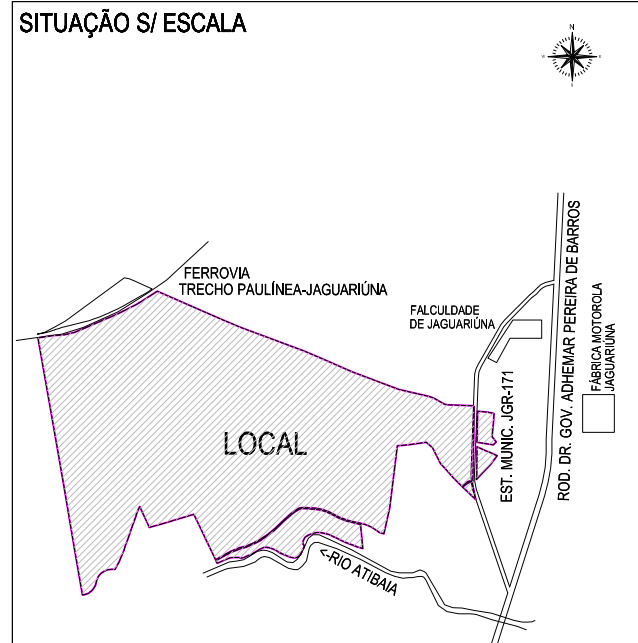 SITUAÇÃO S/ ESCALA
N
FERROVIA
TRECHO PAULÍNEA-JAGUARIÚNA
FALCULDADE
DE JAGUARIÚNA
LOCAL
EST. MUNIC. JGR-171
ROD. DR. GOV. ADHEMAR PEREIRA DE BARROS
FÁBRICA MOTOROLA
JAGUARIÚNA
<-RIO ATIBAIA